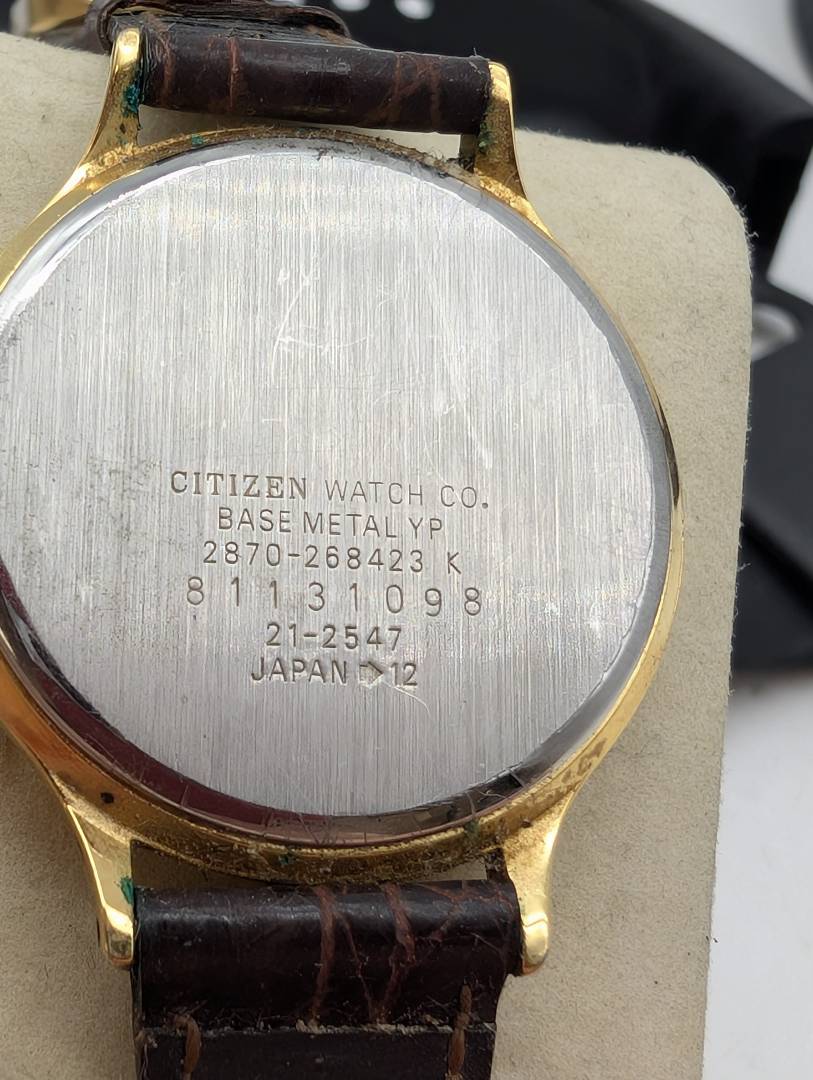 CITIZEN WATCH CO.
BASE METAL YP
2870-268423 K
81131098
21-2547
JAPAN ➩12